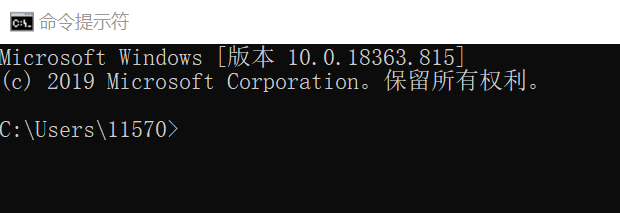 命令提示符
Microsoft Windows [版本 10.0.18363.815]
(c) 2019 Microsoft Corporation。保留所有权利。
C:\Users\11570>